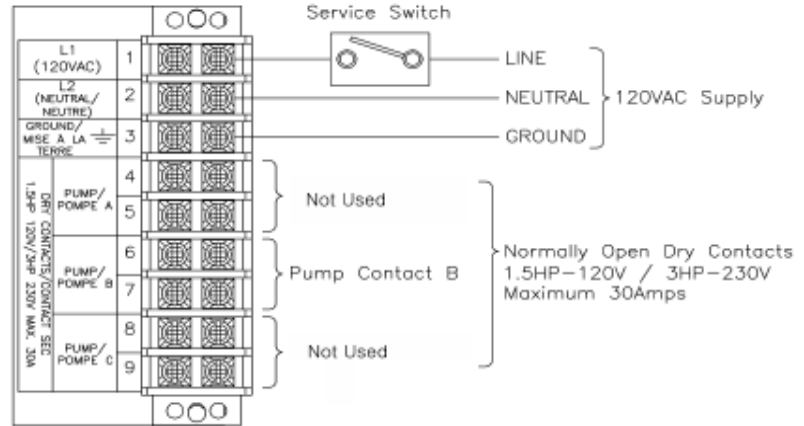 Service Switch
L1
(120VAC)
1
LINE
L2
(NEUTRAL/
NEUTRE)
2
NEUTRAL
120VAC Supply
GROUND/
MISE À LA
TERRE
3
GROUND
DRY CONTACTS/CONTACT SEC
1.5HP 120V/3HP 230V MAX. 30A
PUMP/
POMPE A
4
5
Not Used
PUMP/
POMPE B
6
7
Pump Contact B
Normally Open Dry Contacts
1.5HP-120V / 3HP-230V
Maximum 30Amps
PUMP/
POMPE C
8
9
Not Used